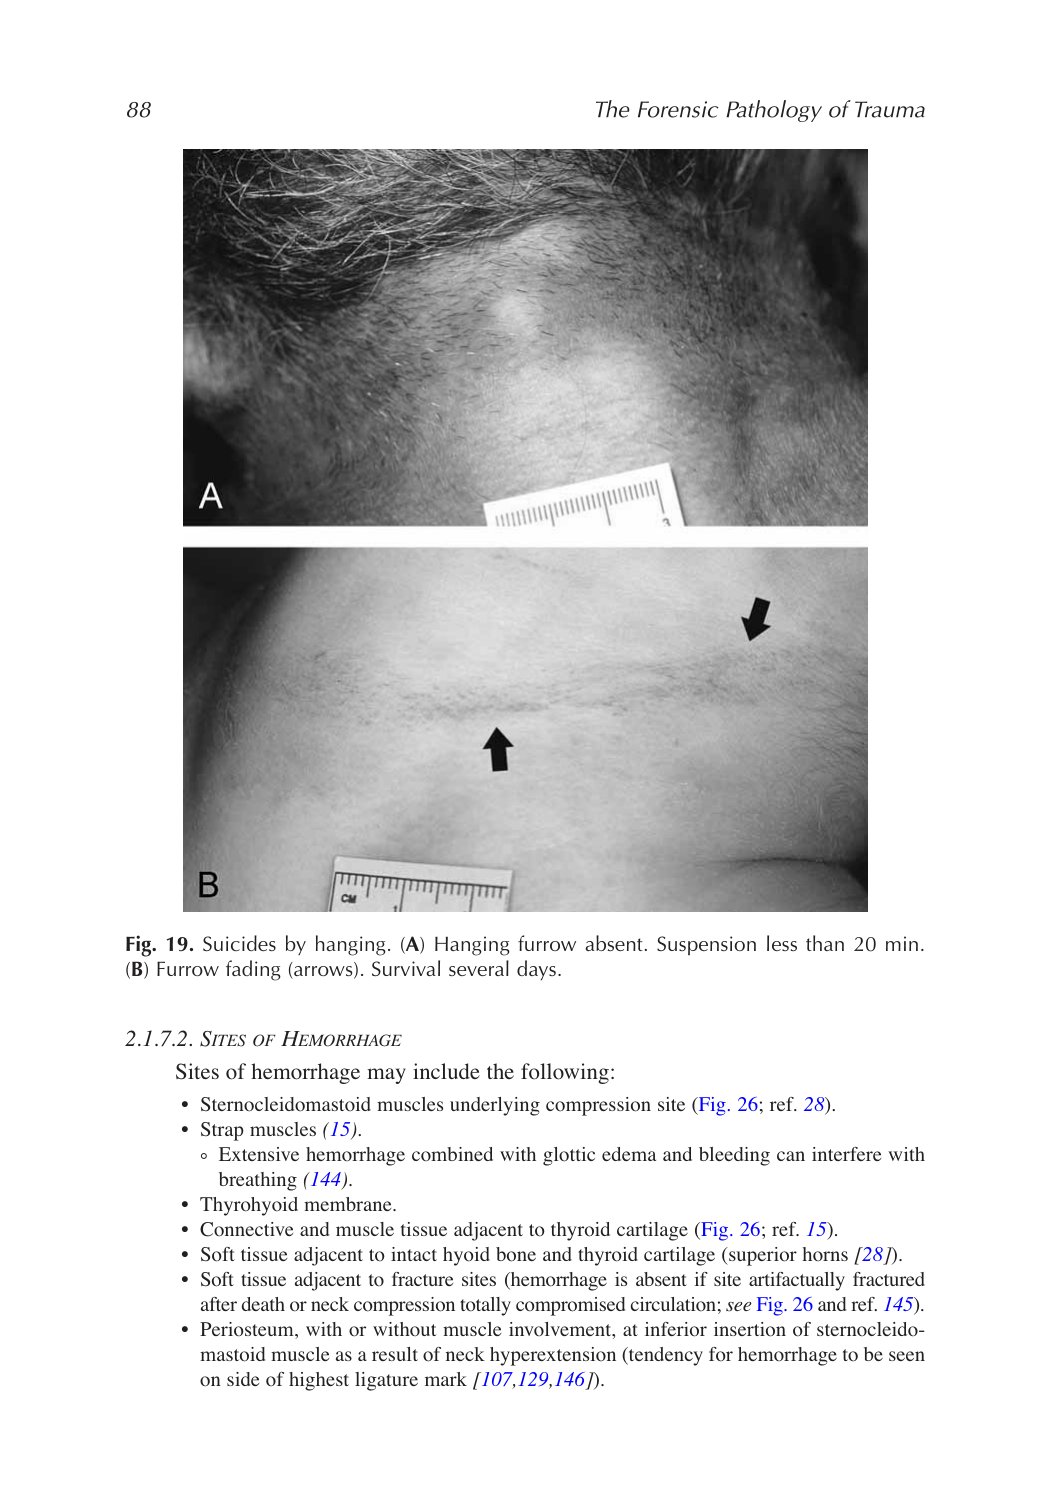 88 The Forensic Pathology of Trauma
A
3
B
CM
1
Fig. 19. Suicides by hanging. (A) Hanging furrow absent. Suspension less than 20 min.
(B) Furrow fading (arrows). Survival several days.
2.1.7.2. SITES OF HEMORRHAGE
Sites of hemorrhage may include the following:
• Sternocleidomastoid muscles underlying compression site (Fig. 26; ref. 28).
• Strap muscles (15).
◦ Extensive hemorrhage combined with glottic edema and bleeding can interfere with
breathing (144).
• Thyrohyoid membrane.
• Connective and muscle tissue adjacent to thyroid cartilage (Fig. 26; ref. 15).
• Soft tissue adjacent to intact hyoid bone and thyroid cartilage (superior horns [28]).
• Soft tissue adjacent to fracture sites (hemorrhage is absent if site artifactually fractured
after death or neck compression totally compromised circulation; see Fig. 26 and ref. 145).
• Periosteum, with or without muscle involvement, at inferior insertion of sternocleido-
mastoid muscle as a result of neck hyperextension (tendency for hemorrhage to be seen
on side of highest ligature mark [107,129,146]).